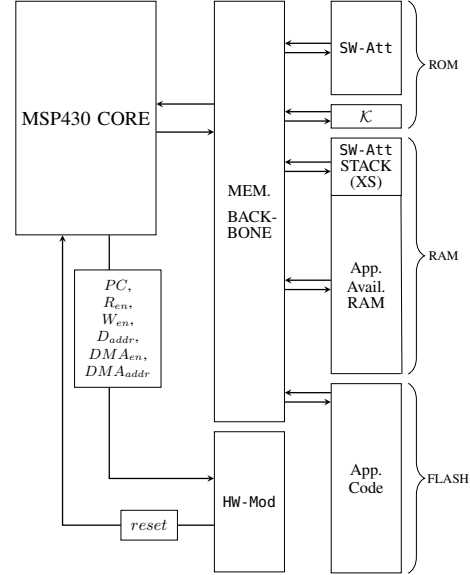 MSP430 CORE
PC,
R_en,
W_en,
D_addr,
DMA_en,
DMA_addr
reset
MEM.
BACK-
BONE
HW-Mod
SW-Att
𝒦
SW-Att
STACK
(XS)
App.
Avail.
RAM
App.
Code
ROM
RAM
FLASH